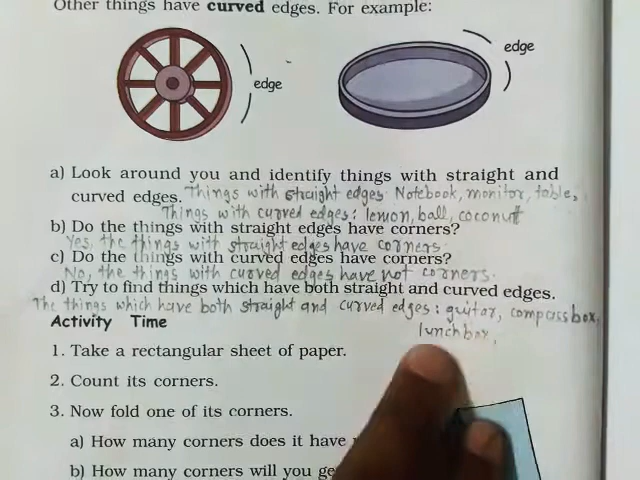 Other things have curved edges. For example:
edge
edge
a) Look around you and identify things with straight and
curved edges. Things with straight edges: Notebook, monitor, table,
Things with curved edges: lemon, ball, coconut
b) Do the things with straight edges have corners?
Yes, the things with straight edges have corners.
c) Do the things with curved edges have corners?
No, the things with curved edges have not corners.
d) Try to find things which have both straight and curved edges.
The things which have both straight and curved edges: guitar, compass box,
lunch box,
Activity Time
1. Take a rectangular sheet of paper.
2. Count its corners.
3. Now fold one of its corners.
a) How many corners does it have
b) How many corners will you